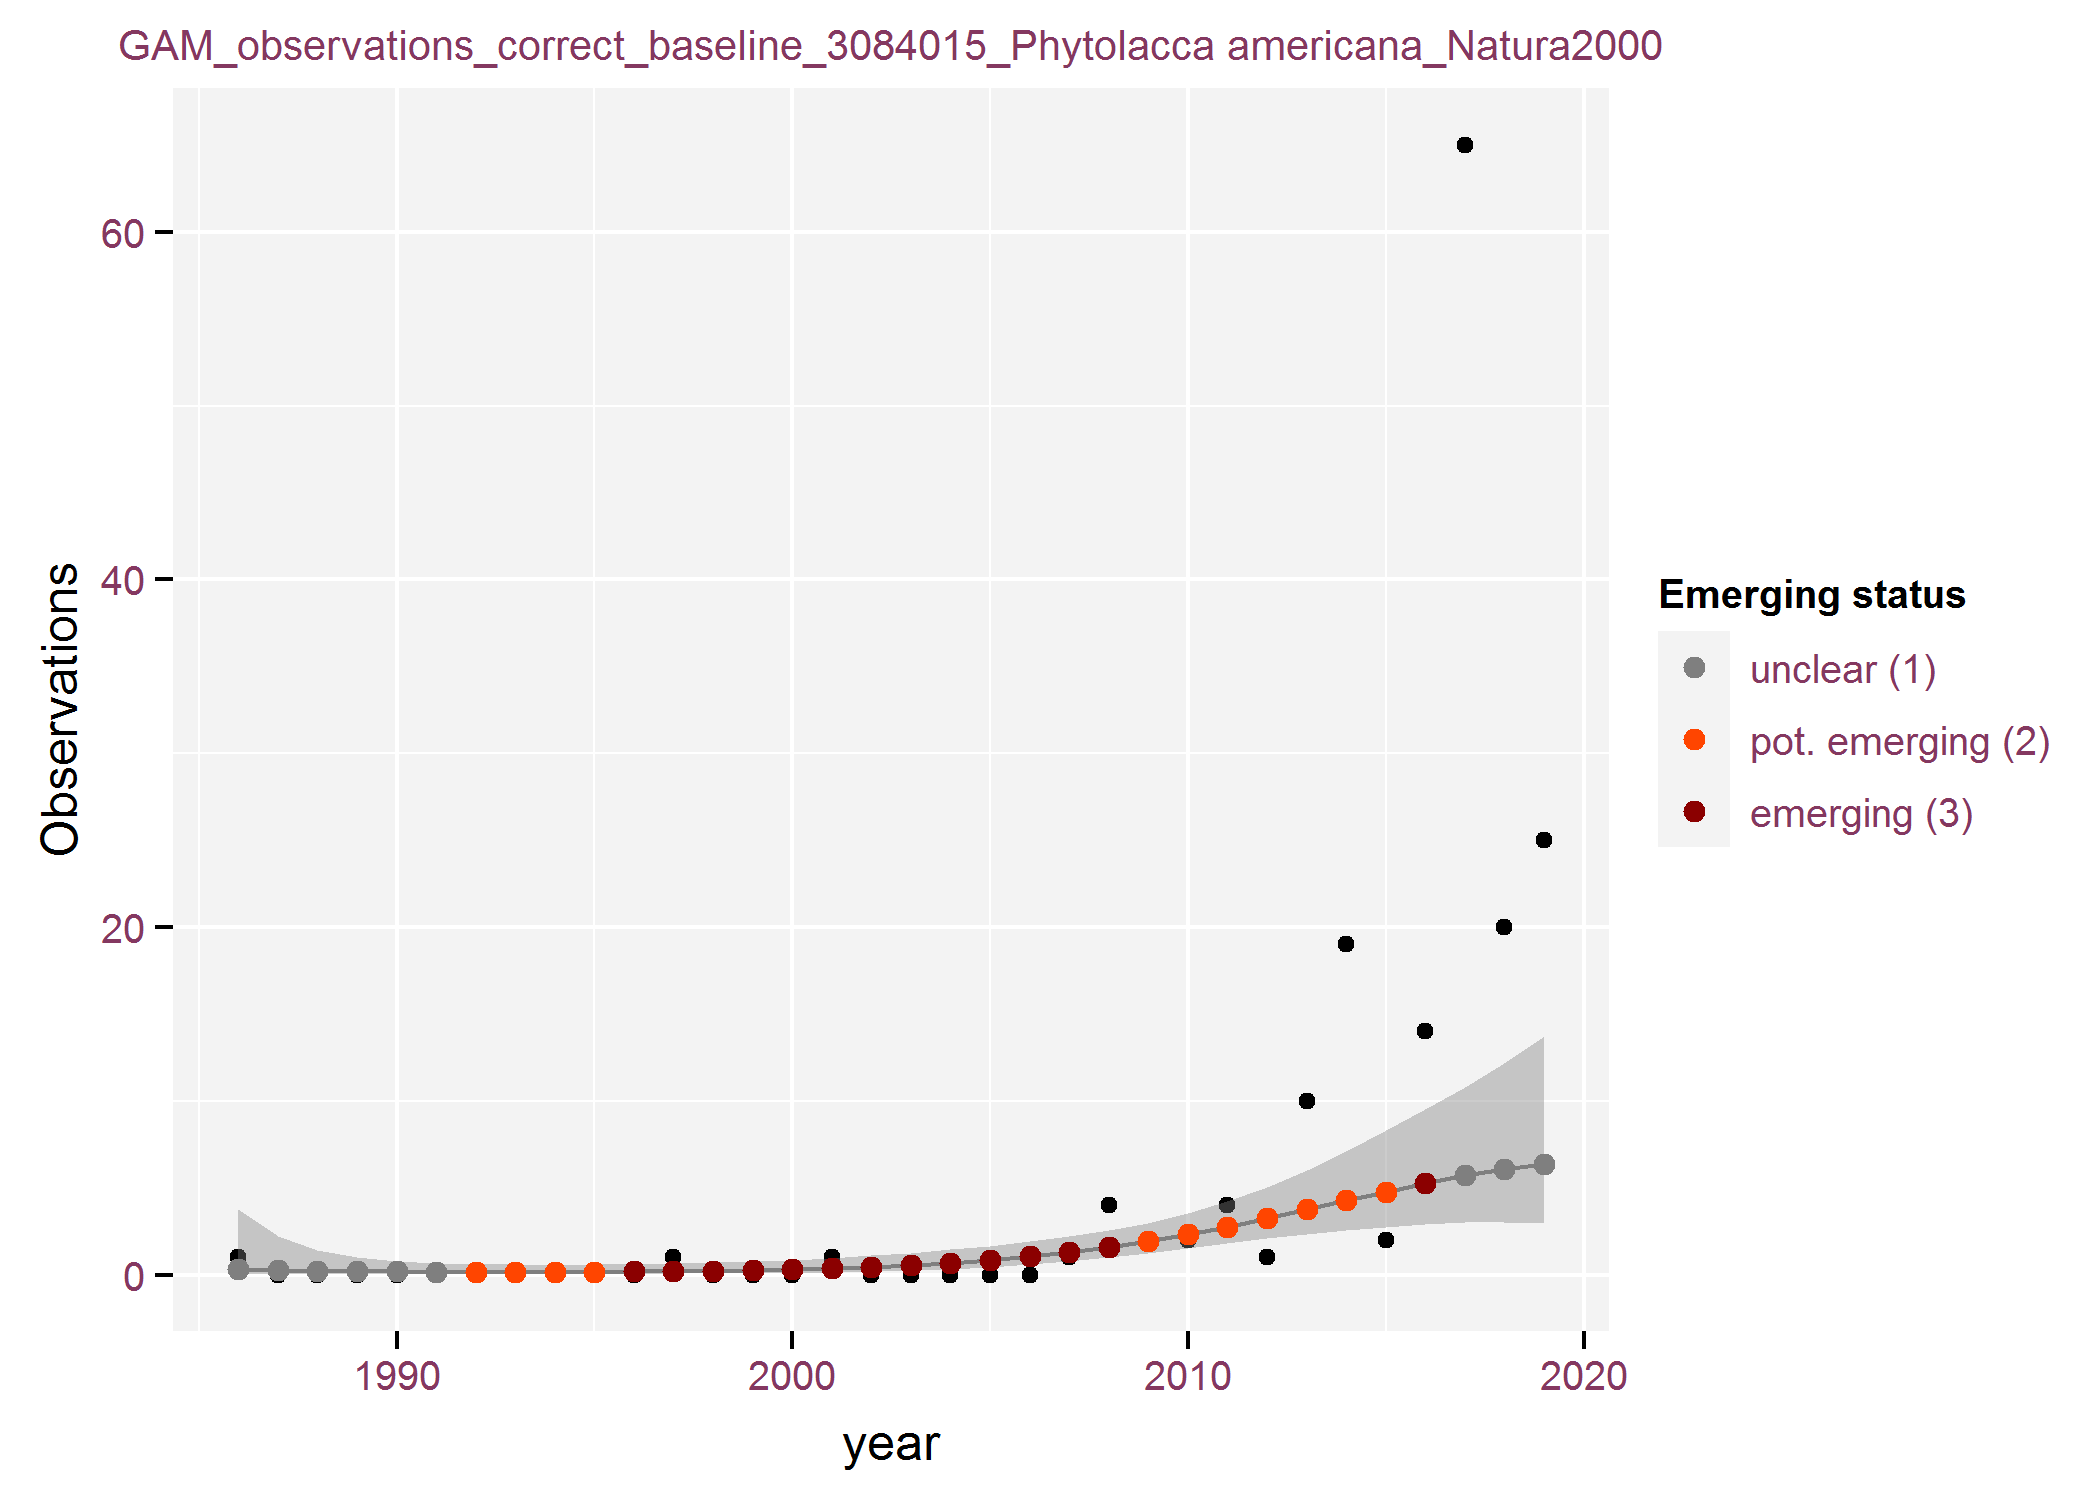 GAM_observations_correct_baseline_3084015_Phytolacca americana_Natura2000
60
40
20
0
Observations
1990
2000
2010
2020
year
Emerging status
unclear (1)
pot. emerging (2)
emerging (3)